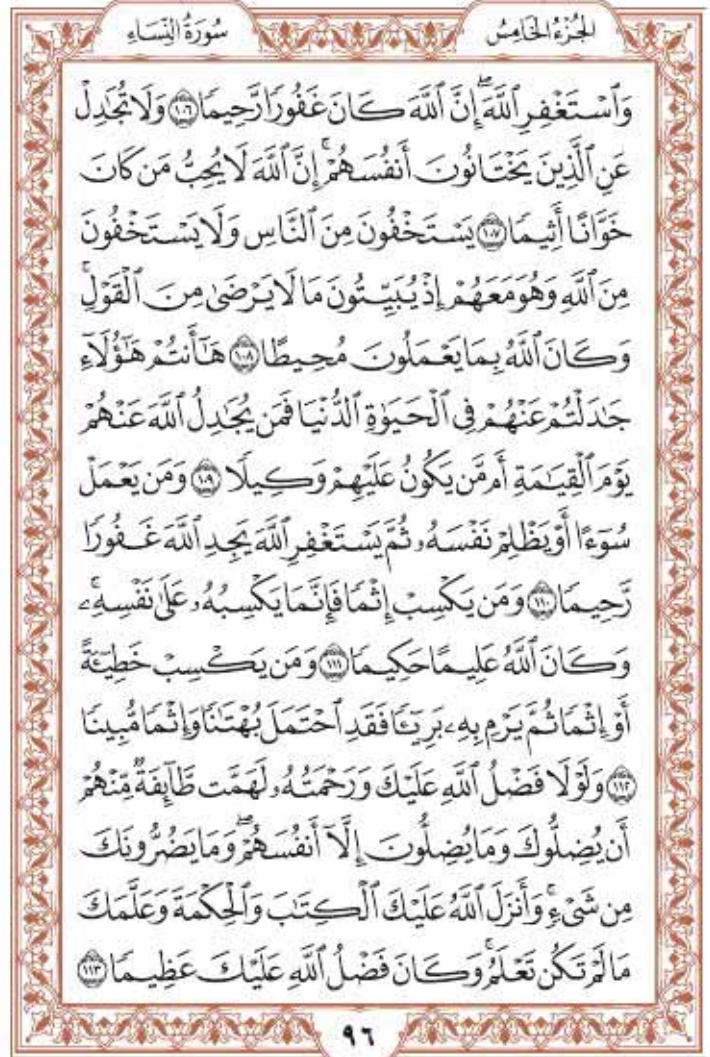 الجُزْءُ الخَامِسُ سُورَةُ النِّسَاءِ
وَٱسْتَغْفِرِ ٱللَّهَۖ إِنَّ ٱللَّهَ كَانَ غَفُورًا رَّحِيمًا ١٠٦ وَلَا تُجَٰدِلْ
عَنِ ٱلَّذِينَ يَخْتَانُونَ أَنفُسَهُمْۚ إِنَّ ٱللَّهَ لَا يُحِبُّ مَن كَانَ
خَوَّانًا أَثِيمًا ١٠٧ يَسْتَخْفُونَ مِنَ ٱلنَّاسِ وَلَا يَسْتَخْفُونَ
مِنَ ٱللَّهِ وَهُوَ مَعَهُمْ إِذْ يُبَيِّتُونَ مَا لَا يَرْضَىٰ مِنَ ٱلْقَوْلِۚ
وَكَانَ ٱللَّهُ بِمَا يَعْمَلُونَ مُحِيطًا ١٠٨ هَٰٓأَنتُمْ هَٰٓؤُلَآءِ
جَٰدَلْتُمْ عَنْهُمْ فِى ٱلْحَيَوٰةِ ٱلدُّنْيَا فَمَن يُجَٰدِلُ ٱللَّهَ عَنْهُمْ
يَوْمَ ٱلْقِيَٰمَةِ أَم مَّن يَكُونُ عَلَيْهِمْ وَكِيلًا ١٠٩ وَمَن يَعْمَلْ
سُوٓءًا أَوْ يَظْلِمْ نَفْسَهُۥ ثُمَّ يَسْتَغْفِرِ ٱللَّهَ يَجِدِ ٱللَّهَ غَفُورًا
رَّحِيمًا ١١٠ وَمَن يَكْسِبْ إِثْمًا فَإِنَّمَا يَكْسِبُهُۥ عَلَىٰ نَفْسِهِۦۚ
وَكَانَ ٱللَّهُ عَلِيمًا حَكِيمًا ١١١ وَمَن يَكْسِبْ خَطِيٓـَٔةً
أَوْ إِثْمًا ثُمَّ يَرْمِ بِهِۦ بَرِيٓـًٔا فَقَدِ ٱحْتَمَلَ بُهْتَٰنًا وَإِثْمًا مُّبِينًا
١١٢ وَلَوْلَا فَضْلُ ٱللَّهِ عَلَيْكَ وَرَحْمَتُهُۥ لَهَمَّت طَّآئِفَةٌ مِّنْهُمْ
أَن يُضِلُّوكَ وَمَا يُضِلُّونَ إِلَّآ أَنفُسَهُمْۖ وَمَا يَضُرُّونَكَ
مِن شَىْءٍۚ وَأَنزَلَ ٱللَّهُ عَلَيْكَ ٱلْكِتَٰبَ وَٱلْحِكْمَةَ وَعَلَّمَكَ
مَا لَمْ تَكُن تَعْلَمُۚ وَكَانَ فَضْلُ ٱللَّهِ عَلَيْكَ عَظِيمًا ١١٣
٩٦